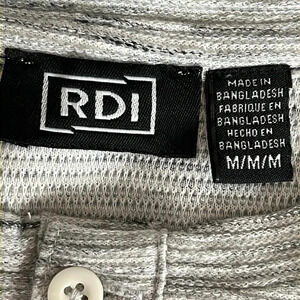 RDI
MADE IN
BANGLADESH
FABRIQUE EN
BANGLADESH
HECHO EN
BANGLADESH
M/M/M